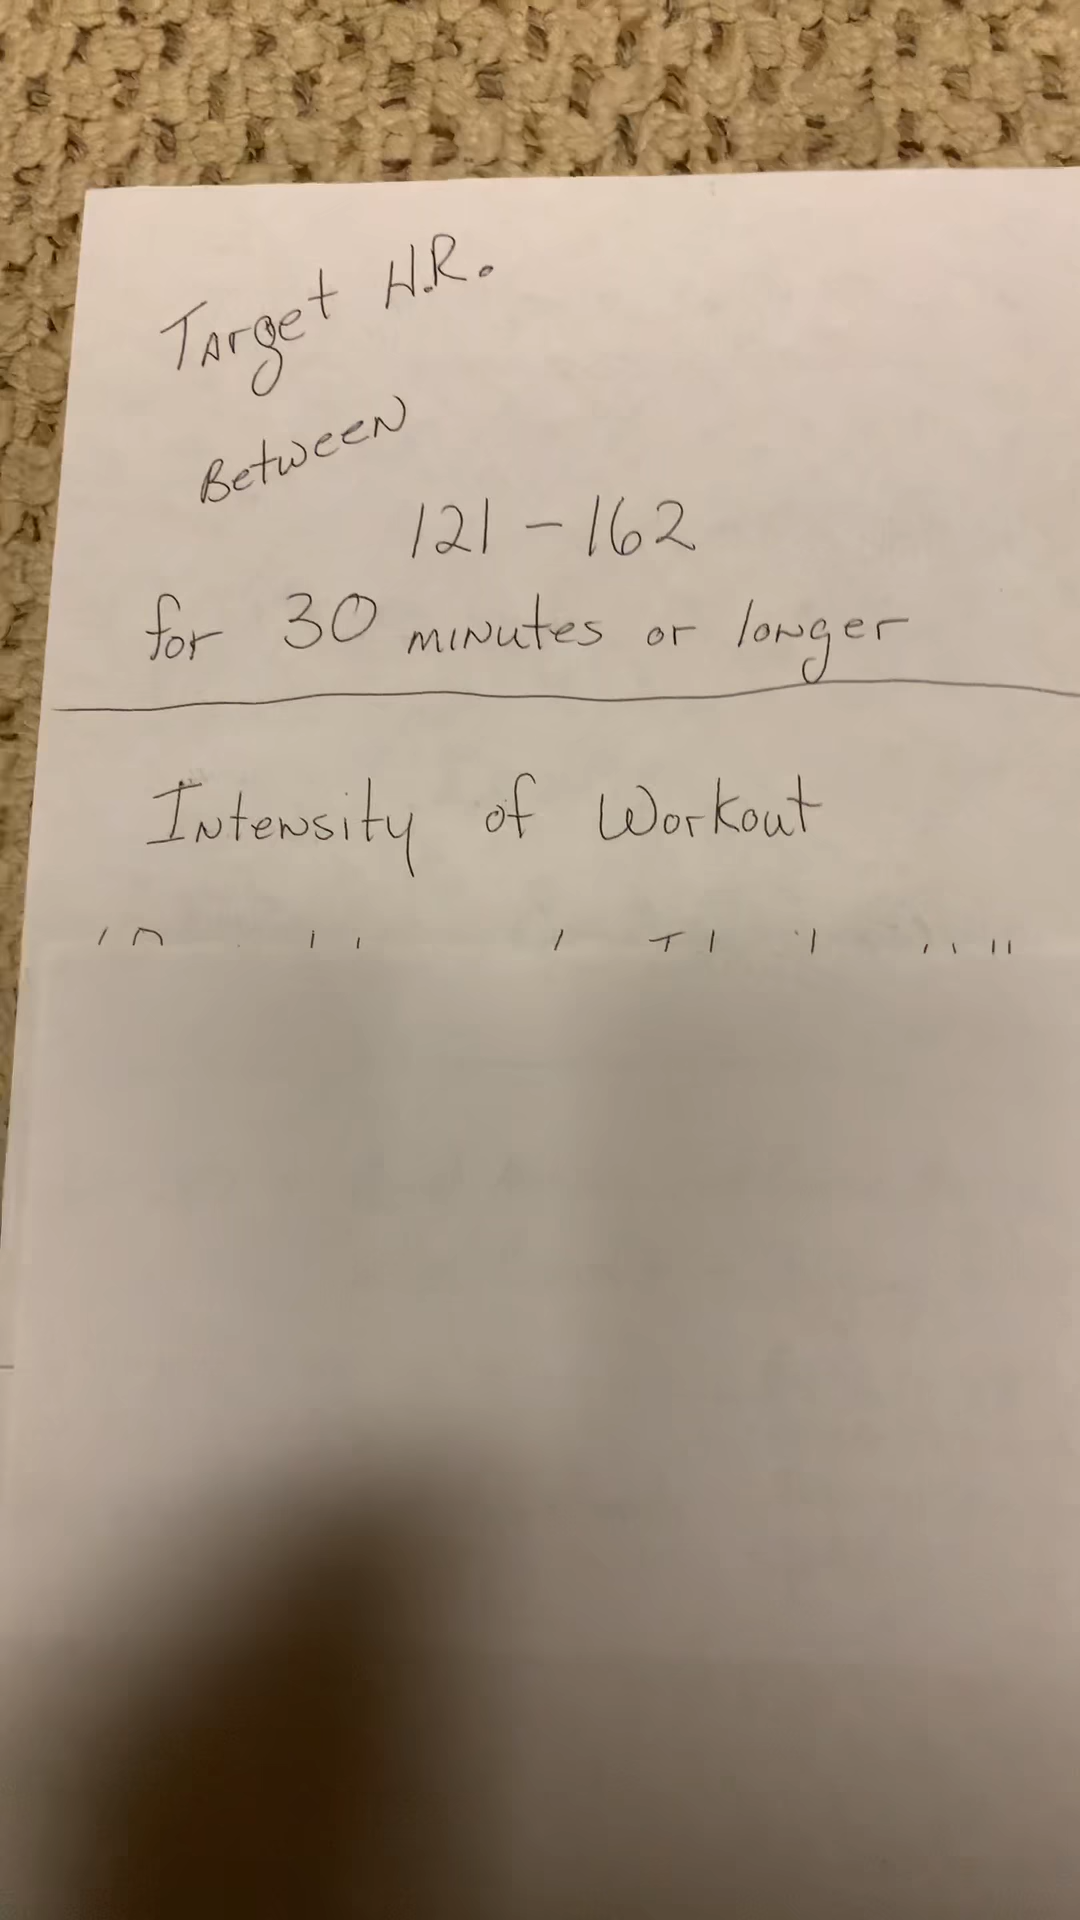 Target H.R.
Between
121 - 162
for 30 minutes or longer
Intensity of Workout